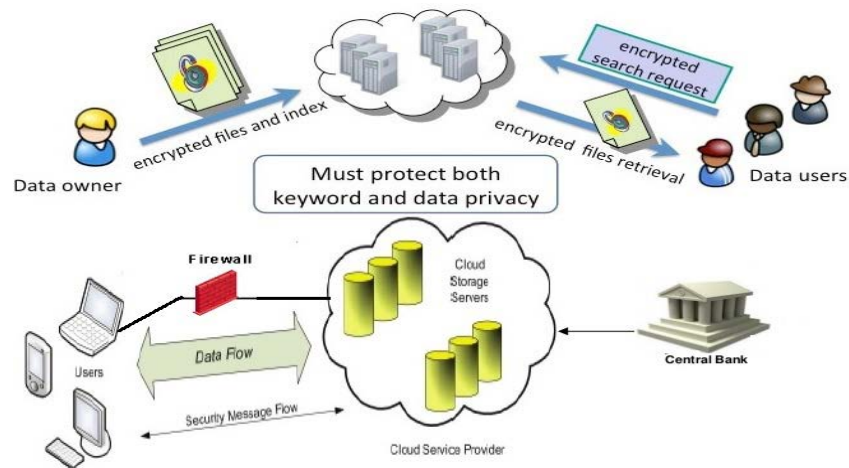 encrypted
search request
encrypted files and index
encrypted files retrieval
Data owner
Data users
Must protect both
keyword and data privacy
Firewall
Cloud
Storage
Servers
Data Flow
Users
Central Bank
Security Message Flow
Cloud Service Provider